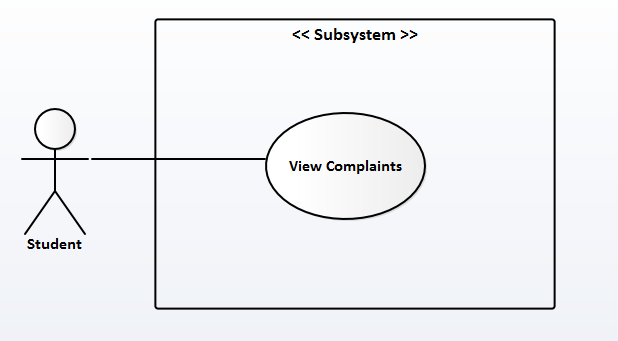 << Subsystem >>
View Complaints
Student